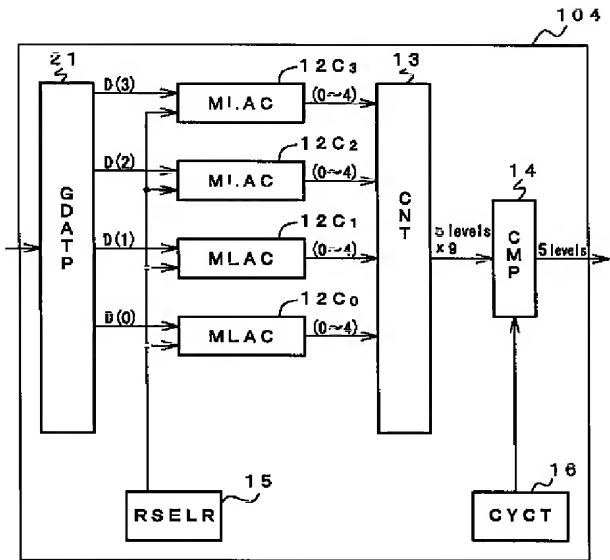 104
21
D(3)
12C3
MLAC
(0~4)
13
D(2)
12C2
MLAC
(0~4)
GDATP
CNT
14
D(1)
12C1
MLAC
(0~4)
5 levels
x 9
CMP
5 levels
D(0)
12C0
MLAC
(0~4)
15
RSELR
16
CYCT